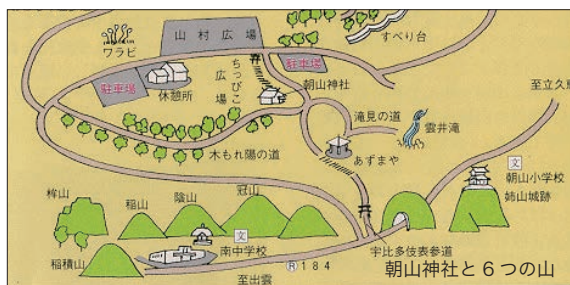 山村広場
すべり台
ワラビ
駐車場
休憩所
ちっびこ広場
駐車場
朝山神社
至立久
滝見の道
雲井滝
木もれ陽の道
あずまや
文
朝山小学校
姉山城跡
桙山
稲山
陰山
冠山
文
南中学校
稲積山
宇比多伎表参道
R184
至出雲
朝山神社と6つの山